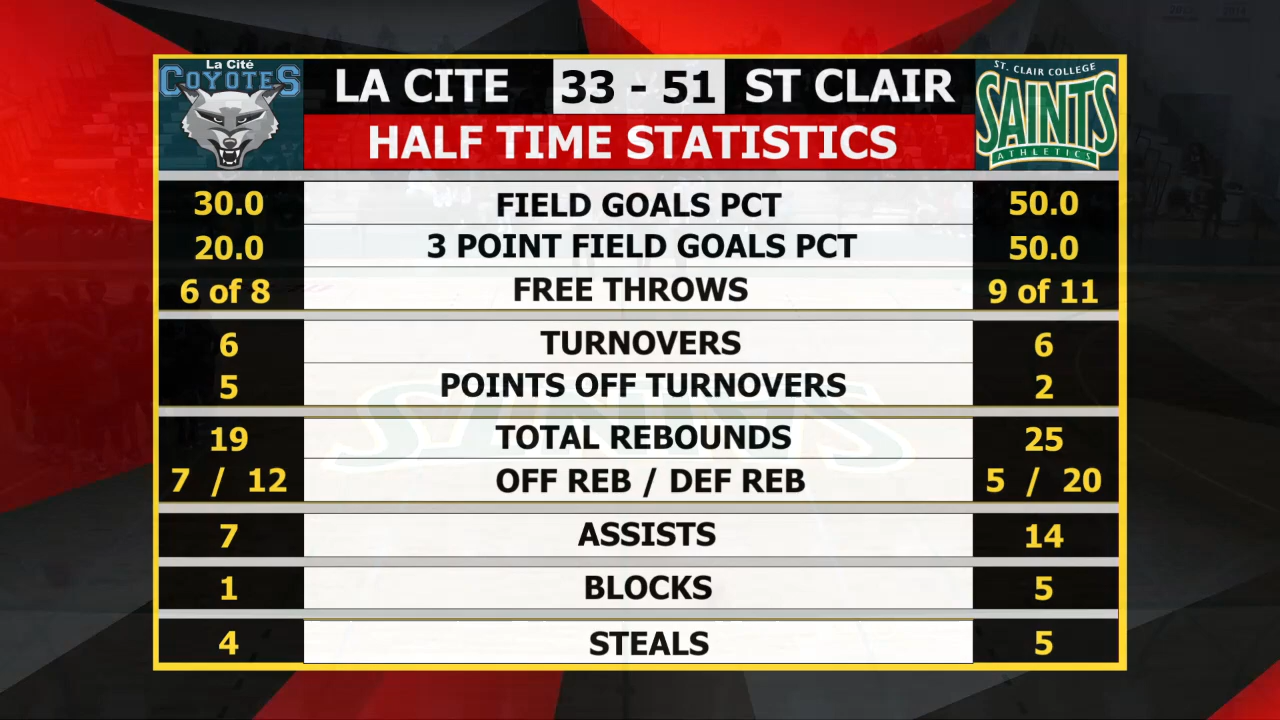 La Cité
COYOTES
LA CITE 33 - 51 ST CLAIR
ST. CLAIR COLLEGE
SAINTS
ATHLETICS
HALF TIME STATISTICS
30.0 FIELD GOALS PCT 50.0
20.0 3 POINT FIELD GOALS PCT 50.0
6 of 8 FREE THROWS 9 of 11
6 TURNOVERS 6
5 POINTS OFF TURNOVERS 2
19 TOTAL REBOUNDS 25
7 / 12 OFF REB / DEF REB 5 / 20
7 ASSISTS 14
1 BLOCKS 5
4 STEALS 5
SAINTS